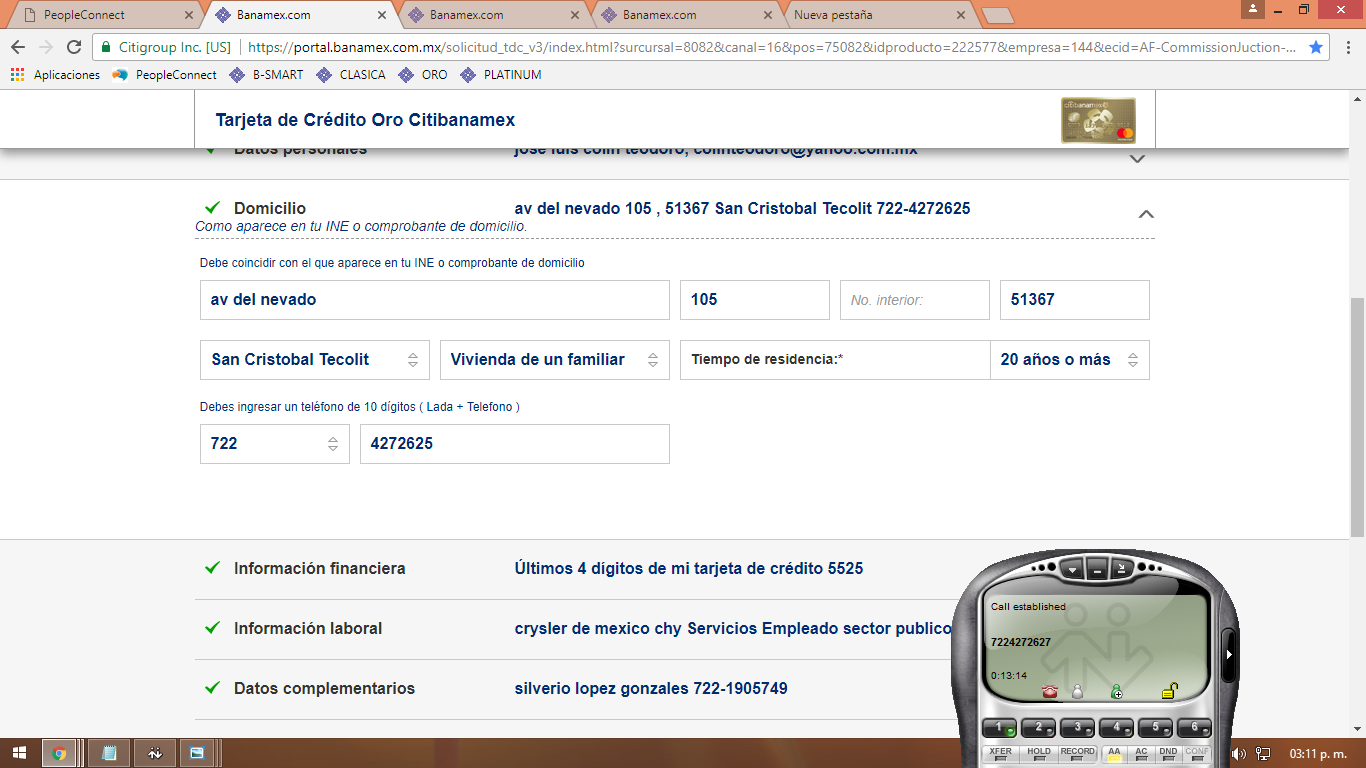 PeopleConnect
Banamex.com
Banamex.com
Banamex.com
Nueva pestaña
Citigroup Inc. [US]
https://portal.banamex.com.mx/solicitud_tdc_v3/index.html?sursursal=8082&canal=16&pos=75082&idproducto=222577&empresa=144&ecid=AF-CommissionJuction-...
Aplicaciones
PeopleConnect
B-SMART
CLASICA
ORO
PLATINUM
Tarjeta de Crédito Oro Citibanamex
citibanamex
Datos personales
jose luis colin teodoro, colinteodoro@yahoo.com.mx
Domicilio
av del nevado 105 , 51367 San Cristobal Tecolit 722-4272625
Como aparece en tu INE o comprobante de domicilio.
Debe coincidir con el que aparece en tu INE o comprobante de domicilio
av del nevado
105
No. interior:
51367
San Cristobal Tecolit
Vivienda de un familiar
Tiempo de residencia:*
20 años o más
Debes ingresar un teléfono de 10 dígitos ( Lada + Telefono )
722
4272625
Información financiera
Últimos 4 dígitos de mi tarjeta de crédito 5525
Información laboral
crysler de mexico chy Servicios Empleado sector publico
Datos complementarios
silverio lopez gonzales 722-1905749
Call established
7224272627
0:13:14
1 2 3 4 5 6
XFER HOLD RECORD AA AC DND CONF
03:11 p. m.